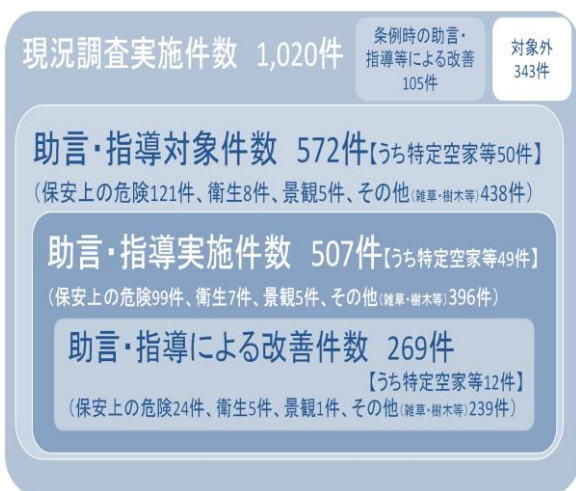 現況調査実施件数 1,020件
条例時の助言・
指導等による改善
105件
対象外
343件
助言・指導対象件数 572件【うち特定空家等50件】
（保安上の危険121件、衛生8件、景観5件、その他(雑草・樹木等)438件）
助言・指導実施件数 507件【うち特定空家等49件】
（保安上の危険99件、衛生7件、景観5件、その他(雑草・樹木等)396件）
助言・指導による改善件数 269件
【うち特定空家等12件】
（保安上の危険24件、衛生5件、景観1件、その他(雑草・樹木等)239件）